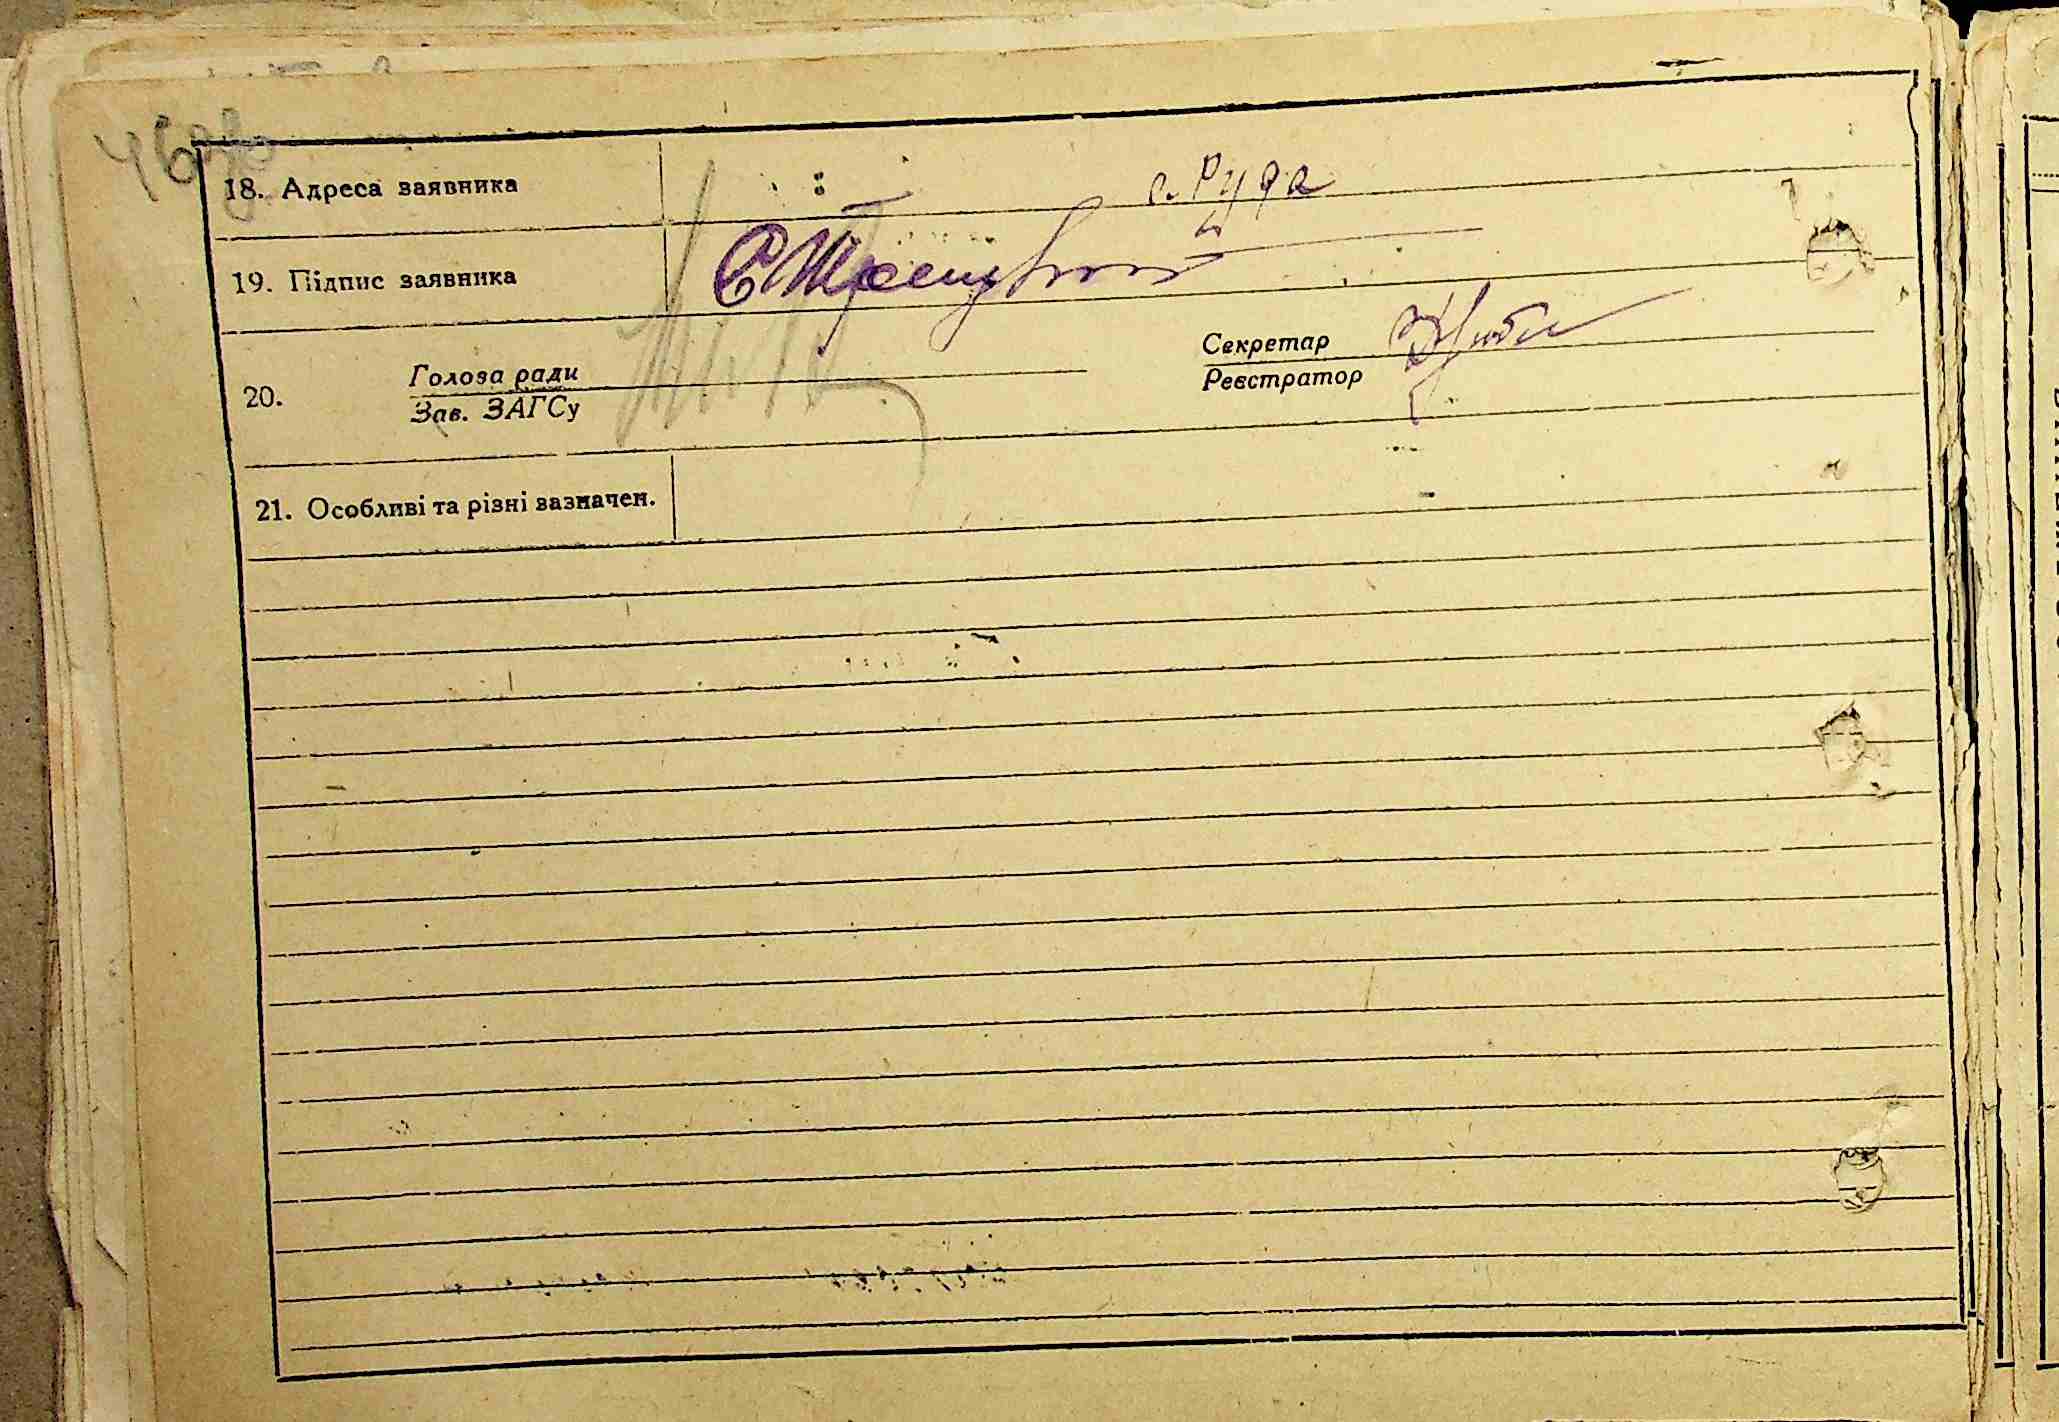 18. Адреса заявника с. Руда
19. Підпис заявника
20. Голова ради
Зав. ЗАГСу
Секретар
Реєстратор
21. Особливі та різні зазначен.